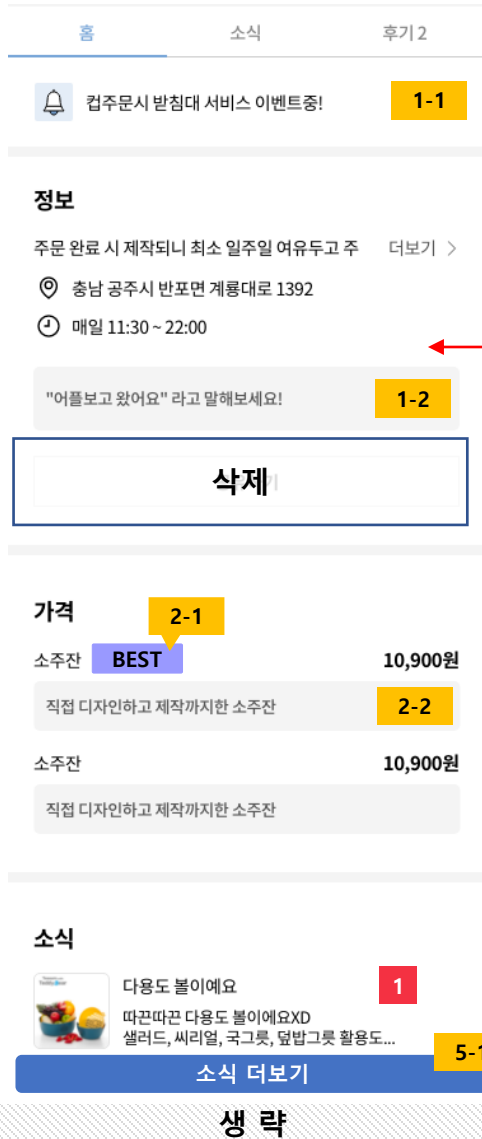 홈 소식 후기 2
컵주문시 받침대 서비스 이벤트중! 1-1
정보
주문 완료 시 제작되니 최소 일주일 여유두고 주 더보기 >
충남 공주시 반포면 계룡대로 1392
매일 11:30 ~ 22:00
"어플보고 왔어요" 라고 말해보세요! 1-2
삭제
가격 2-1
소주잔 BEST 10,900원
직접 디자인하고 제작까지한 소주잔 2-2
소주잔 10,900원
직접 디자인하고 제작까지한 소주잔
소식
다용도 볼이예요 1
따끈따끈 다용도 볼이에요XD
샐러드, 씨리얼, 국그릇, 덮밥그릇 활용도...
5-1
소식 더보기
생 략